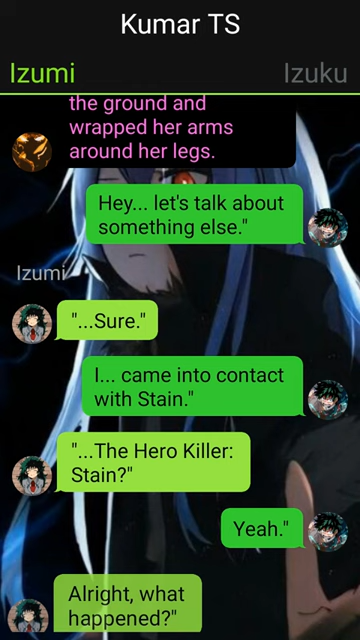 Kumar TS
Izumi
Izuku
the ground and
wrapped her arms
around her legs.
Hey... let's talk about
something else."
Izumi
"...Sure."
I... came into contact
with Stain."
"...The Hero Killer:
Stain?"
Yeah."
Alright, what
happened?"